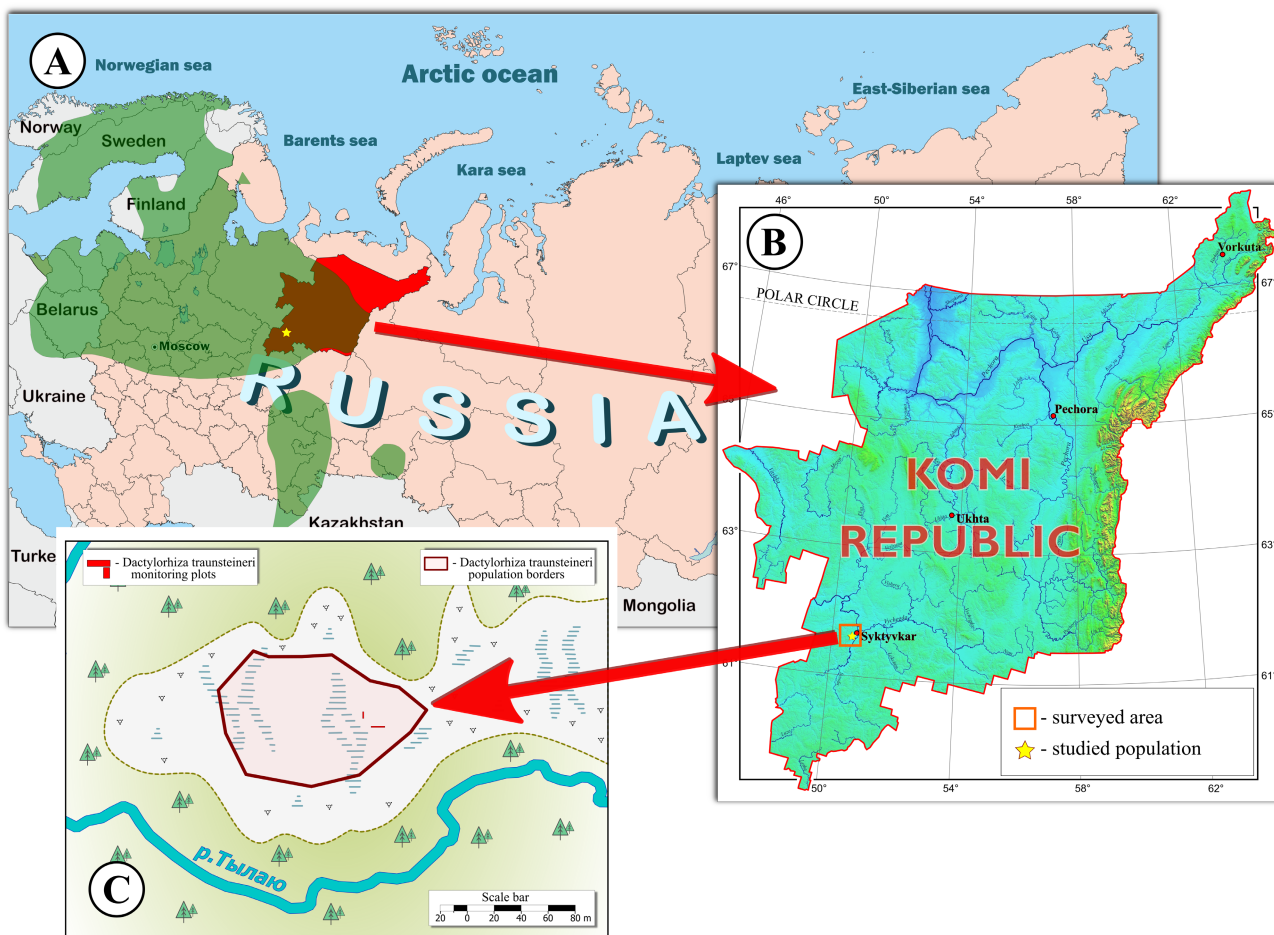 A
Norwegian sea
Arctic ocean
East-Siberian sea
Norway
Sweden
Barents sea
Laptev sea
Kara sea
Finland
Belarus
Moscow
Ukraine
RUSSIA
Kazakhstan
Turke
Mongolia
B
46°
50°
54°
58°
62°
67°
67°
POLAR CIRCLE
Vorkuta
Pechora
65
KOMI
REPUBLIC
Ukhta
63°
63°
Syktyvkar
61
61°
- surveyed area
- studied population
50°
54°
58°
62°
- Dactylorhiza traunsteineri
monitoring plots
- Dactylorhiza traunsteineri
population borders
р.Тылаю
C
Scale bar
20 0 20 40 60 80 m